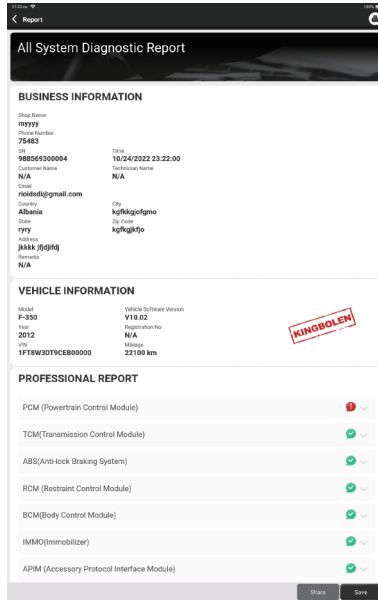 Report
All System Diagnostic Report
BUSINESS INFORMATION
Shop Name
myyyy
Phone Number
75483
SN Time
988569300004 10/24/2022 23:22:00
Customer Name Technician Name
N/A N/A
Email
rioidsdi@gmail.com
Country City
Albania kgfkkgjofgmo
State Zip Code
ryry kgfkgjkfjo
Address
jkkkk jfjdjifdj
Remarks
N/A
VEHICLE INFORMATION
Model Vehicle Software Version
F-350 V10.02
Year Registration No
2012 N/A
VIN Mileage
1FT8W3DT9CEB00000 22100 km
KINGBOLEN
PROFESSIONAL REPORT
PCM (Powertrain Control Module)
TCM(Transmission Control Module)
ABS(Anti-lock Braking System)
RCM (Restraint Control Module)
BCM(Body Control Module)
IMMO(Immobilizer)
APIM (Accessory Protocol Interface Module)
Share Save